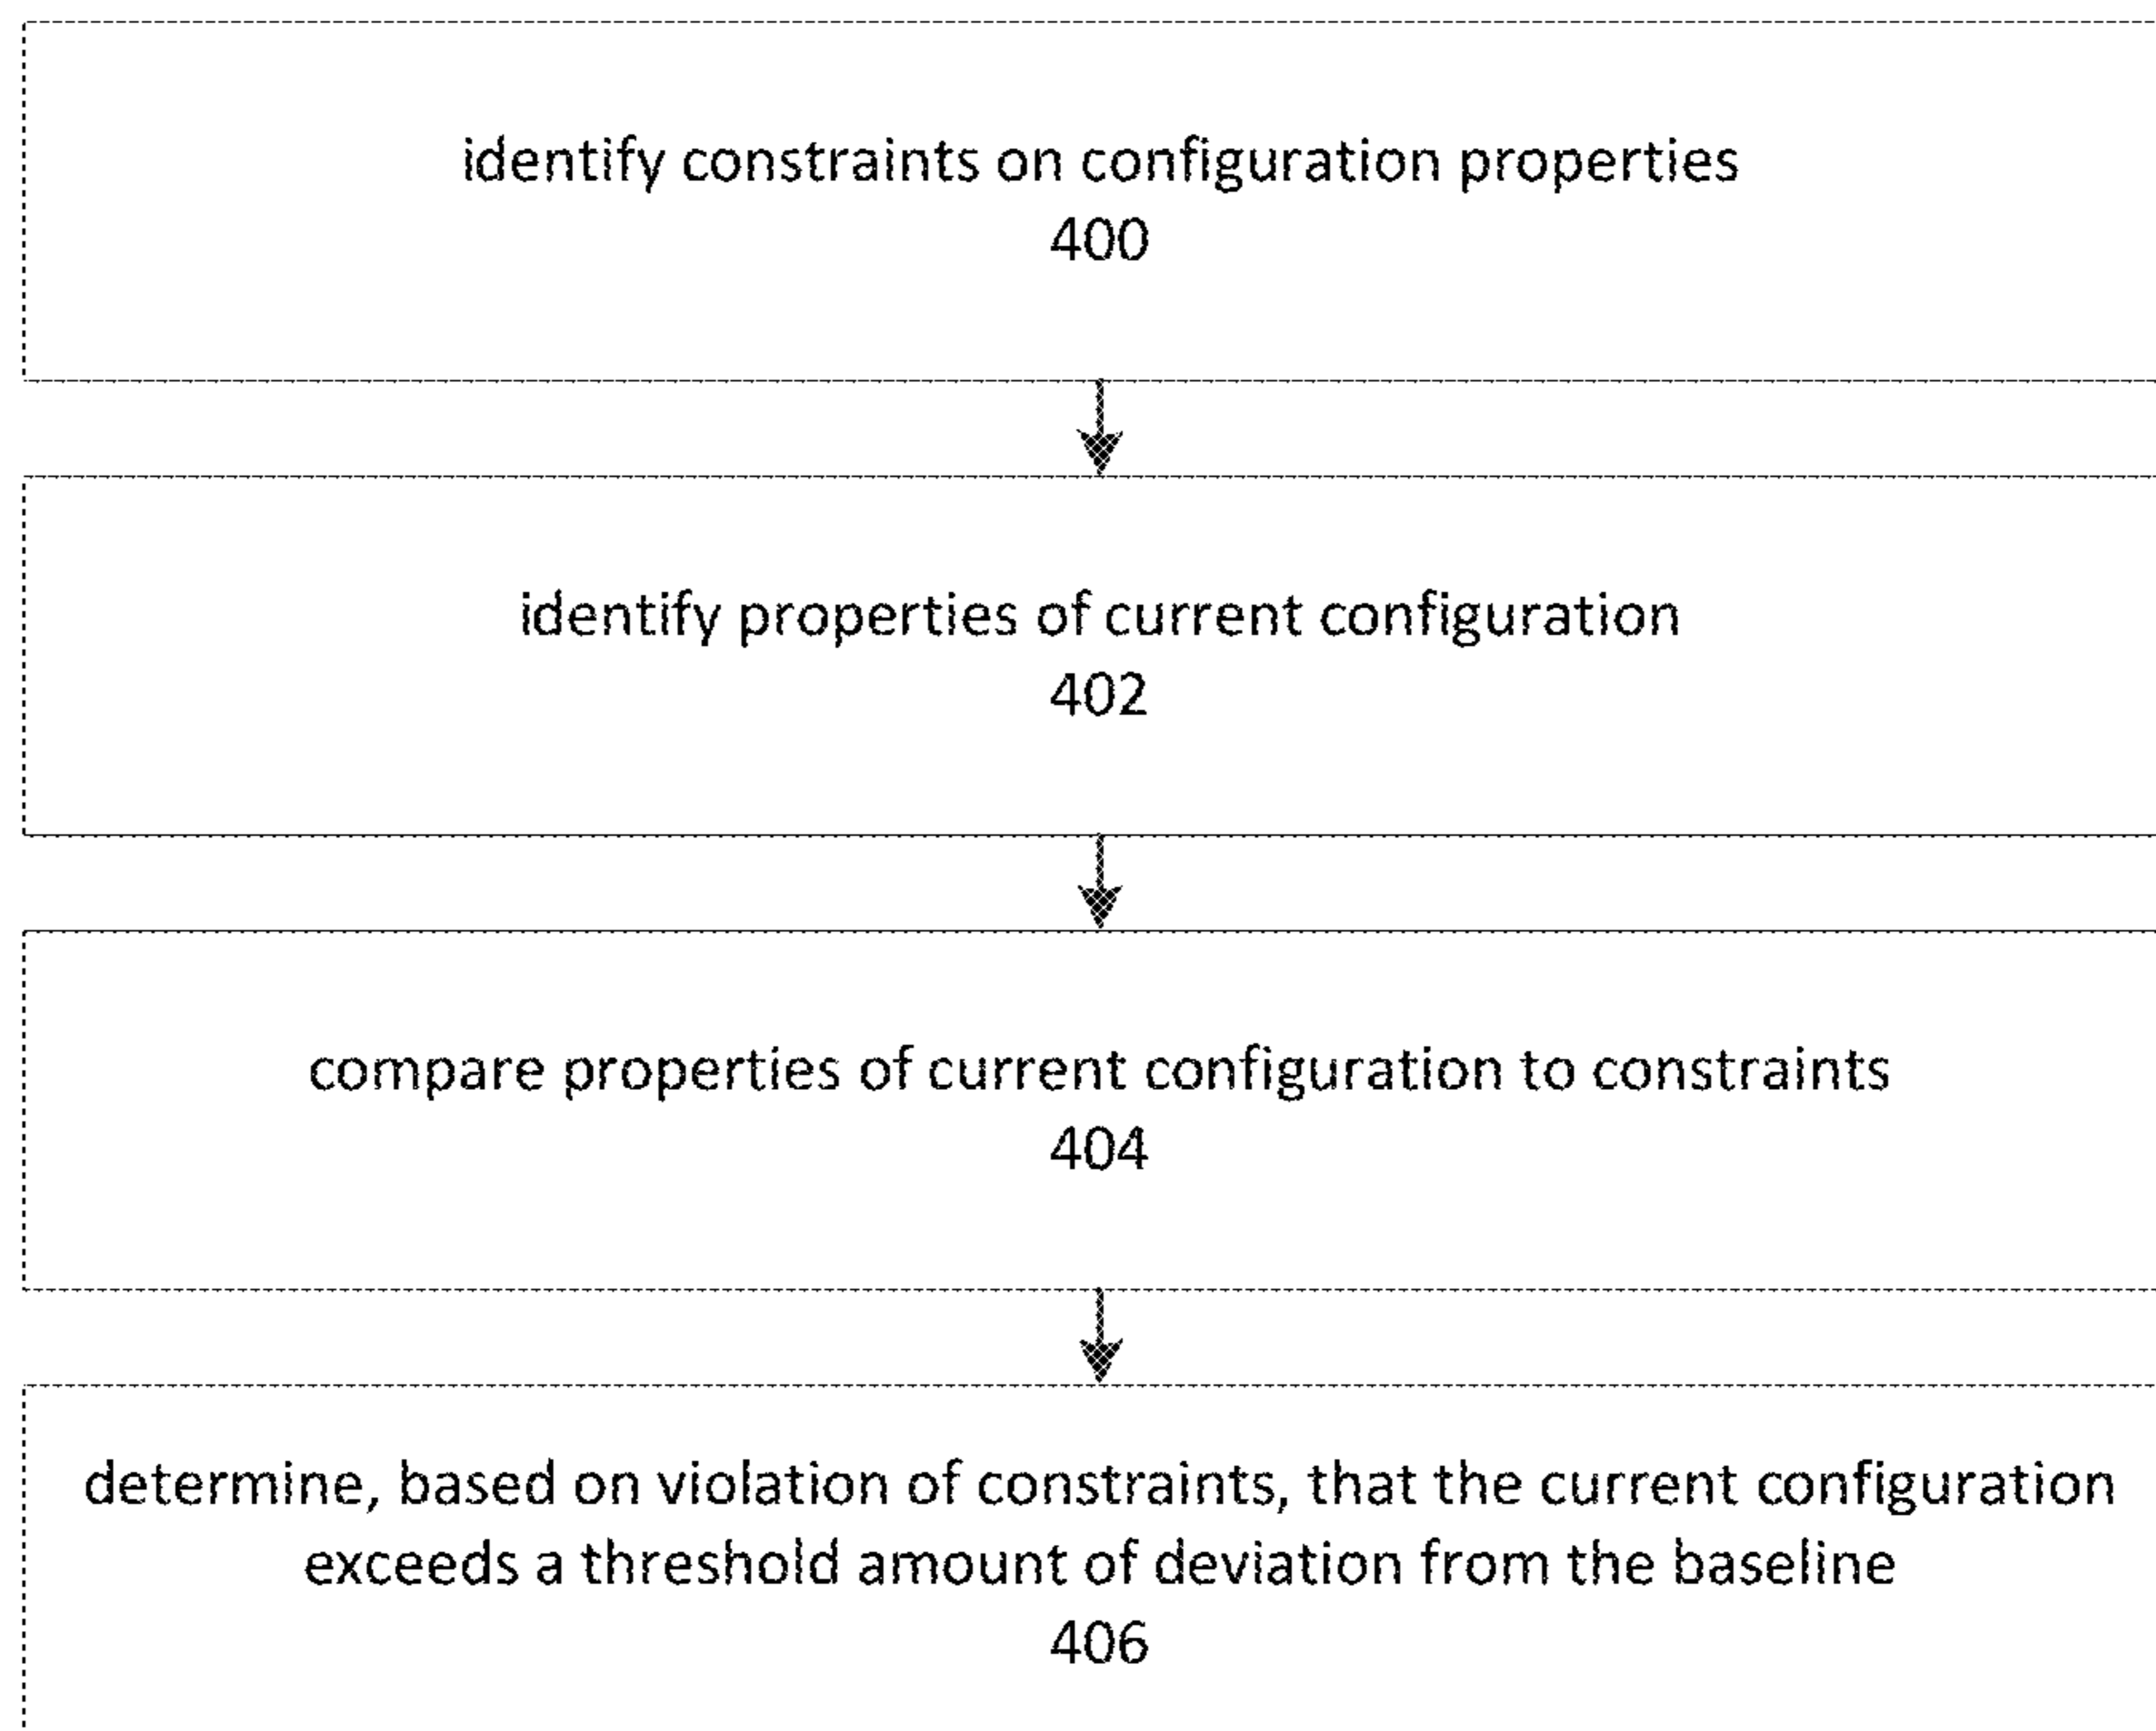 identify constraints on configuration properties
400
identify properties of current configuration
402
compare properties of current configuration to constraints
404
determine, based on violation of constraints, that the current configuration
exceeds a threshold amount of deviation from the baseline
406